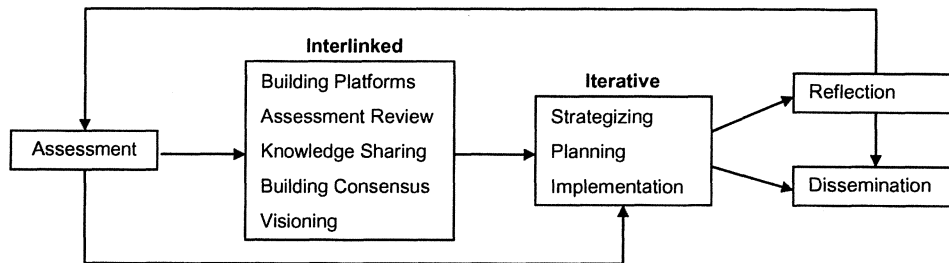 Interlinked
Building Platforms
Assessment Review
Knowledge Sharing
Building Consensus
Visioning
Iterative
Strategizing
Planning
Implementation
Assessment
Reflection
Dissemination